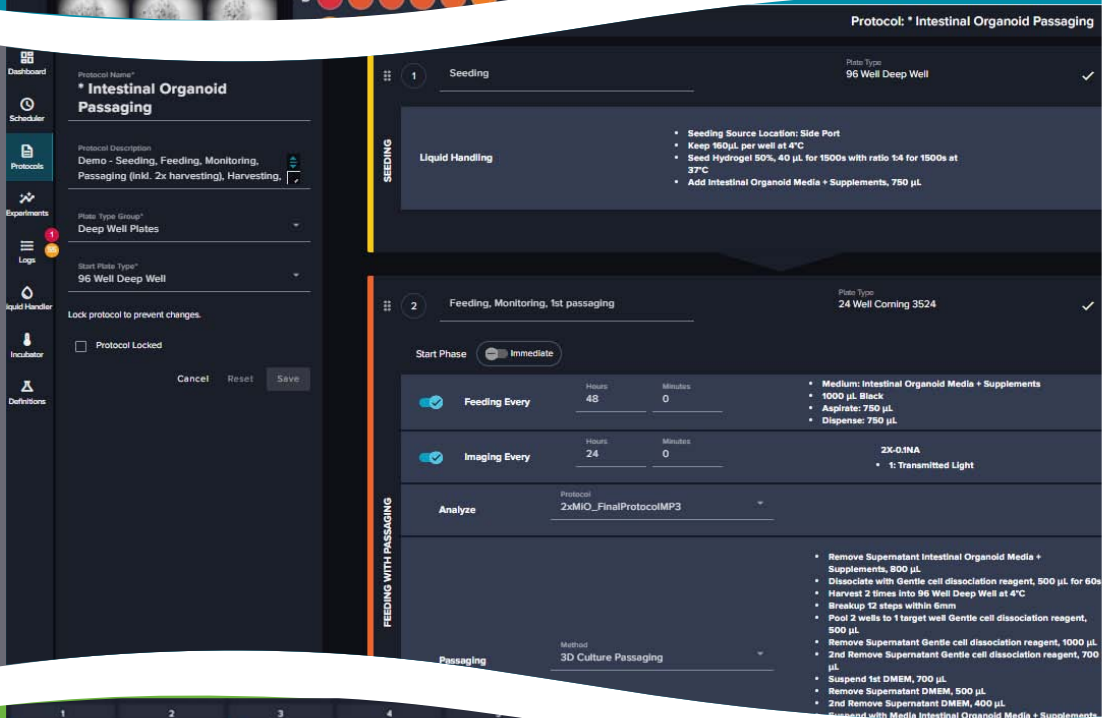 Protocol: * Intestinal Organoid Passaging
Dashboard
Scheduler
Protocols
Experiments
1
Logs
Liquid Handler
Incubator
Definitions
Protocol Name*
* Intestinal Organoid
Passaging
Protocol Description
Demo - Seeding, Feeding, Monitoring,
Passaging (inkl. 2x harvesting), Harvesting,
Plate Type Group*
Deep Well Plates
Start Plate Type*
96 Well Deep Well
Lock protocol to prevent changes.
Protocol Locked
Cancel Reset Save
SEEDING
1
Seeding
Plate Type
96 Well Deep Well
Liquid Handling
• Seeding Source Location: Side Port
• Keep 160µL per well at 4°C
• Seed Hydrogel 50%, 40 µL for 1500s with ratio 1:4 for 1500s at
37°C
• Add Intestinal Organoid Media + Supplements, 750 µL
FEEDING WITH PASSAGING
2
Feeding, Monitoring, 1st passaging
Plate Type
24 Well Corning 3524
Start Phase Immediate
Feeding Every
Hours
48
Minutes
0
• Medium: Intestinal Organoid Media + Supplements
• 1000 µL Black
• Aspirate: 750 µL
• Dispense: 750 µL
Imaging Every
Hours
24
Minutes
0
2X-0.1NA
• 1: Transmitted Light
Analyze
Protocol
2xMIO_FinalProtocolMP3
Passaging
Method
3D Culture Passaging
• Remove Supernatant Intestinal Organoid Media +
Supplements, 800 µL
• Dissociate with Gentle cell dissociation reagent, 500 µL for 60s
• Harvest 2 times into 96 Well Deep Well at 4°C
• Breakup 12 steps within 6mm
• Pool 2 wells to 1 target well Gentle cell dissociation reagent,
500 µL
• Remove Supernatant Gentle cell dissociation reagent, 1000 µL
• 2nd Remove Supernatant Gentle cell dissociation reagent, 700
µL
• Suspend 1st DMEM, 700 µL
• Remove Supernatant DMEM, 500 µL
• 2nd Remove Supernatant DMEM, 400 µL
• Suspend with Media Intestinal Organoid Media + Supplements
1 2 3 4